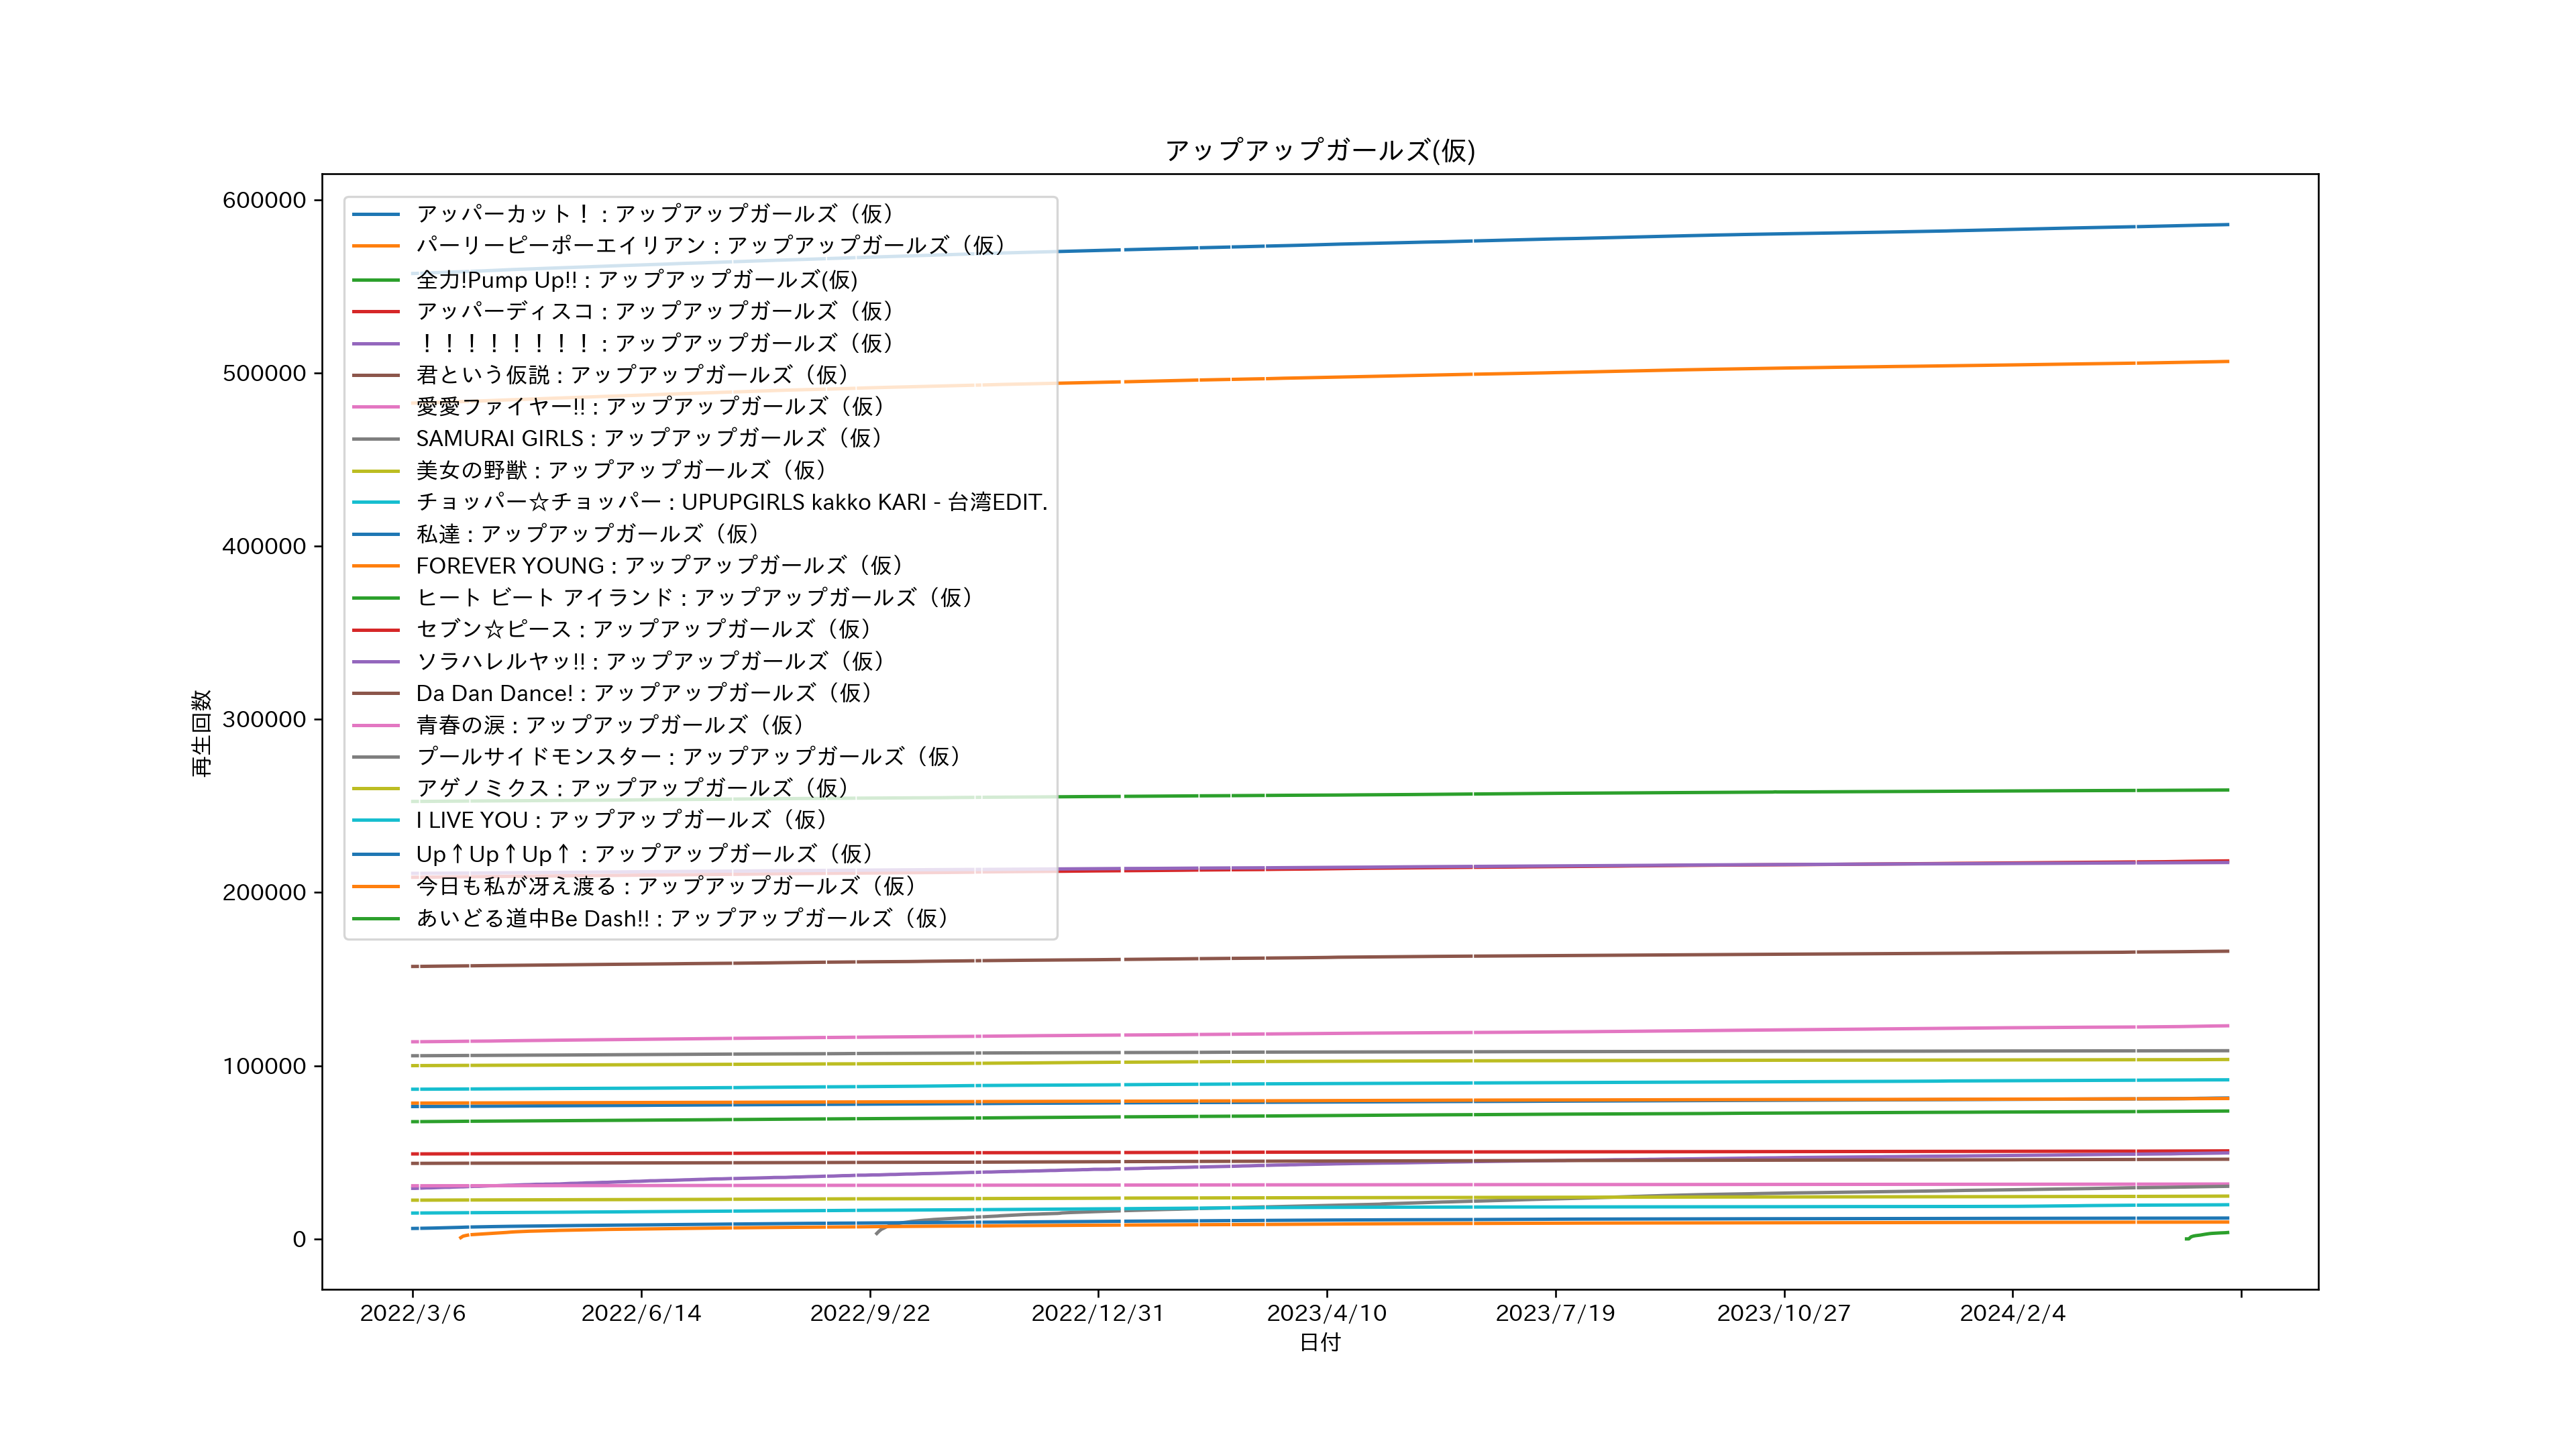 アップアップガールズ(仮)
600000
500000
400000
300000
200000
100000
0
再生回数
アッパーカット！ : アップアップガールズ（仮）
パーリーピーポーエイリアン : アップアップガールズ（仮）
全力!Pump Up!! : アップアップガールズ(仮)
アッパーディスコ : アップアップガールズ（仮）
！！！！！！！！ : アップアップガールズ（仮）
君という仮説 : アップアップガールズ（仮）
愛愛ファイヤー!! : アップアップガールズ（仮）
SAMURAI GIRLS : アップアップガールズ（仮）
美女の野獣 : アップアップガールズ（仮）
チョッパー☆チョッパー : UPUPGIRLS kakko KARI - 台湾EDIT.
私達 : アップアップガールズ（仮）
FOREVER YOUNG : アップアップガールズ（仮）
ヒート ビート アイランド : アップアップガールズ（仮）
セブン☆ピース : アップアップガールズ（仮）
ソラハレルヤッ!! : アップアップガールズ（仮）
Da Dan Dance! : アップアップガールズ（仮）
青春の涙 : アップアップガールズ（仮）
プールサイドモンスター : アップアップガールズ（仮）
アゲノミクス : アップアップガールズ（仮）
I LIVE YOU : アップアップガールズ（仮）
Up↑Up↑Up↑ : アップアップガールズ（仮）
今日も私が冴え渡る : アップアップガールズ（仮）
あいどる道中Be Dash!! : アップアップガールズ（仮）
2022/3/6
2022/6/14
2022/9/22
2022/12/31
2023/4/10
2023/7/19
2023/10/27
2024/2/4
日付